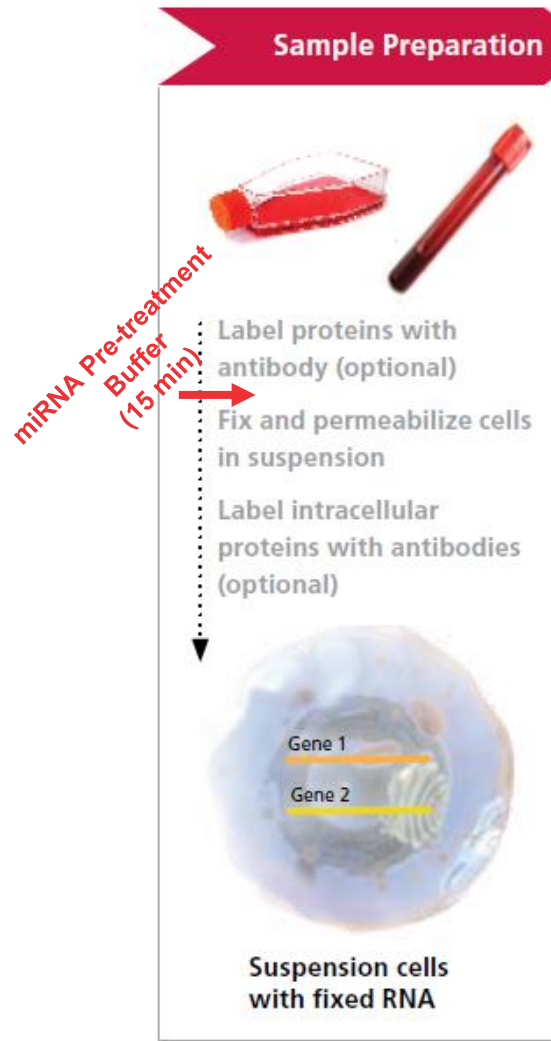 Sample Preparation
miRNA Pre-treatment
Buffer
(15 min)
Label proteins with
antibody (optional)
Fix and permeabilize cells
in suspension
Label intracellular
proteins with antibodies
(optional)
Gene 1
Gene 2
Suspension cells
with fixed RNA